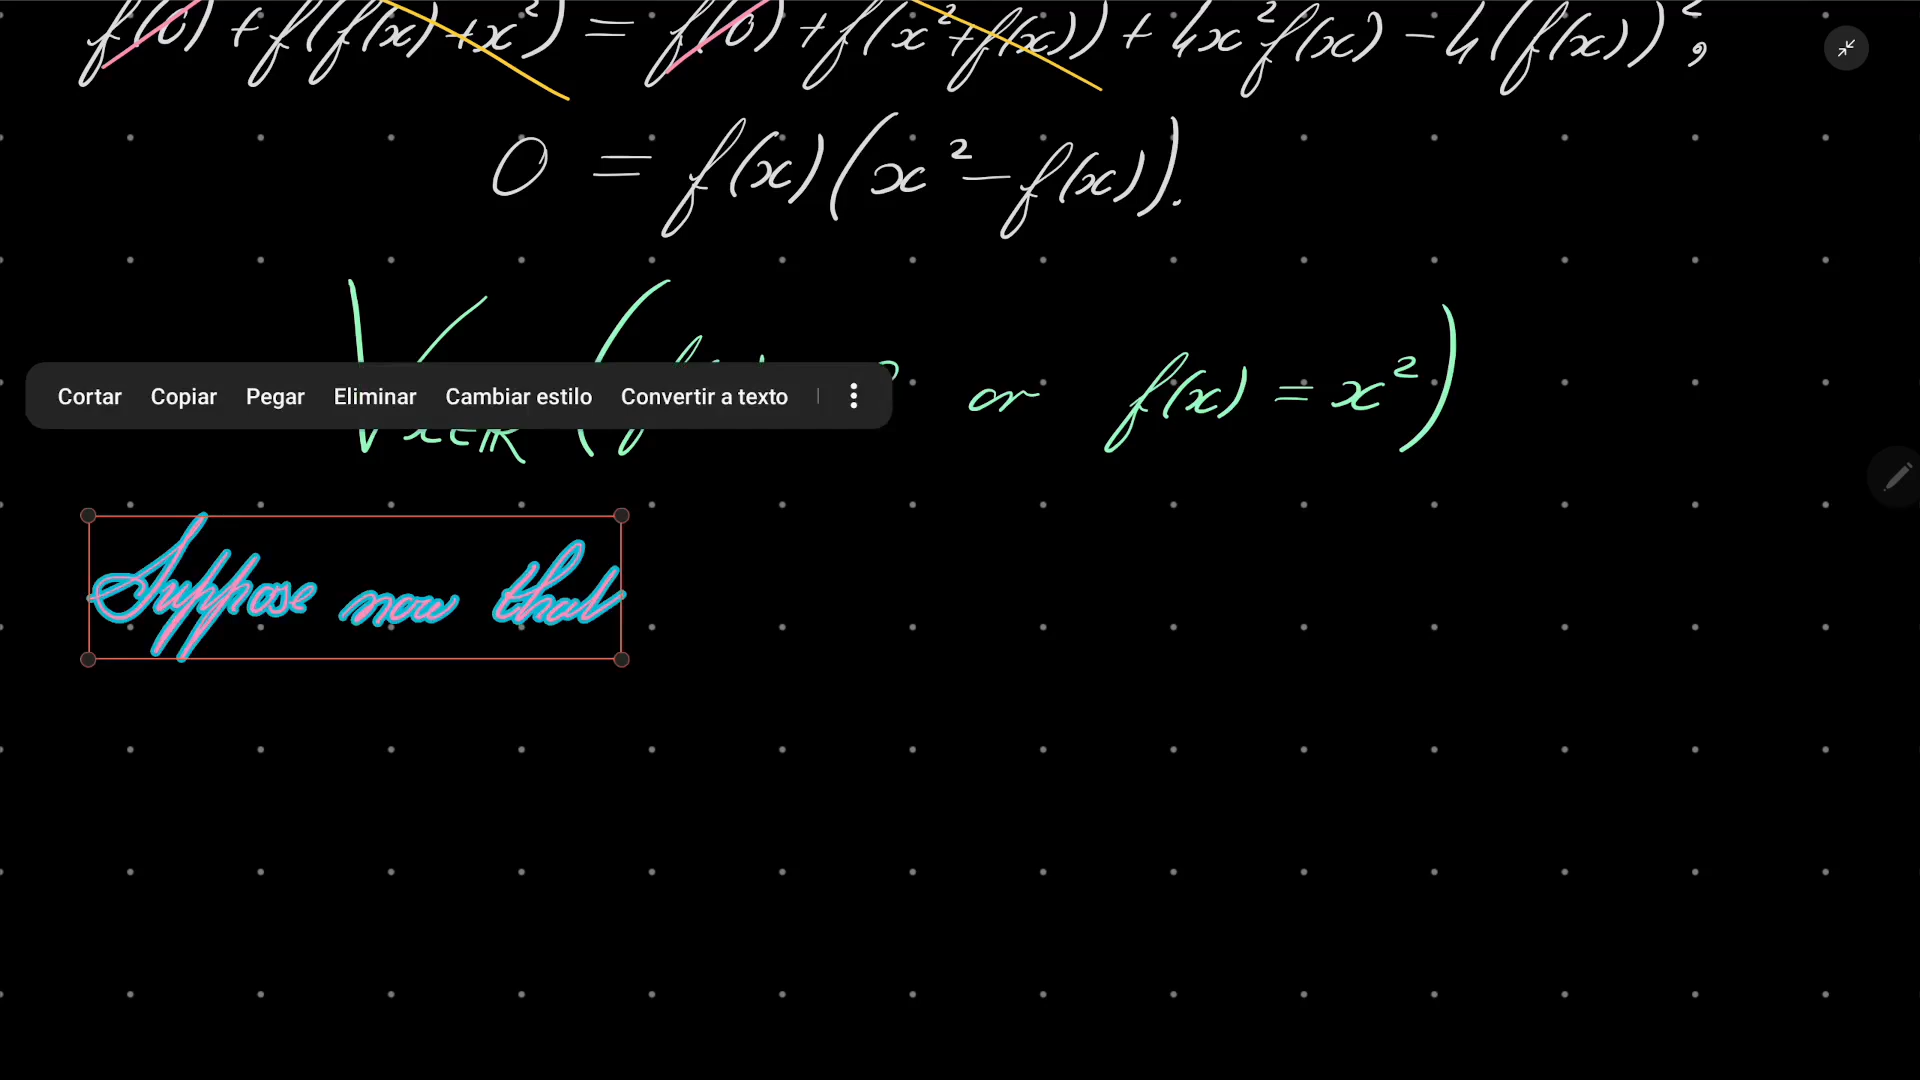 f(0) + f(f(x) + x²) = f(0) + f(x² + f(x)) + 4x² f(x) − 4(f(x))²,
0 = f(x)(x² − f(x)).
∀x∈ℝ ( or f(x) = x² )
Cortar Copiar Pegar Eliminar Cambiar estilo Convertir a texto
Suppose now that